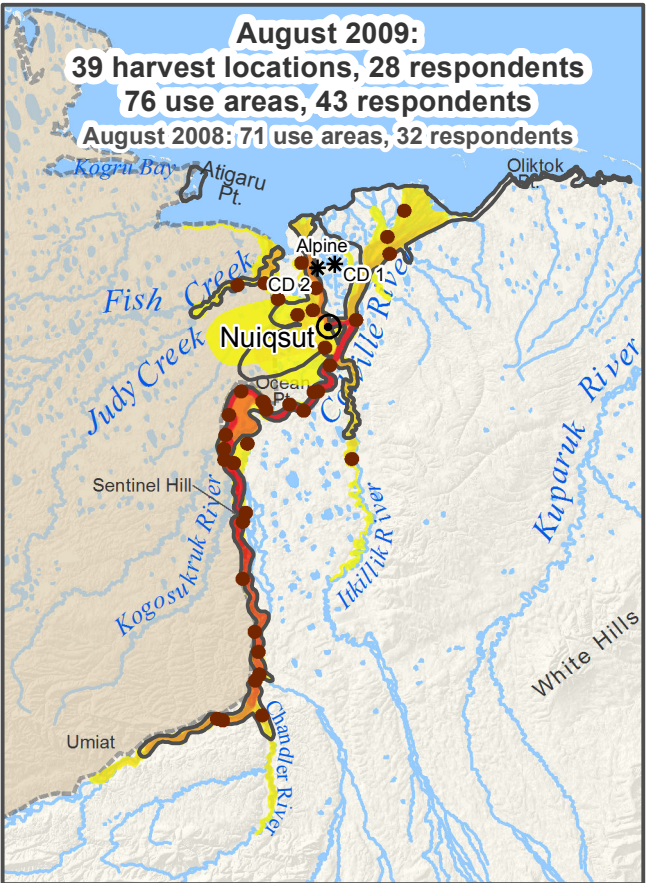 August 2009:
39 harvest locations, 28 respondents
76 use areas, 43 respondents
August 2008: 71 use areas, 32 respondents
Kogru Bay
Atigaru
Pt.
Oliktok
Pt.
Alpine
CD 1
CD 2
Fish Creek
Nuiqsut
Judy Creek
Colville River
Ocean
Pt.
Kuparuk River
Sentinel Hill
Kogosukruk River
Itkillik River
White Hills
Umiat
Chandler River